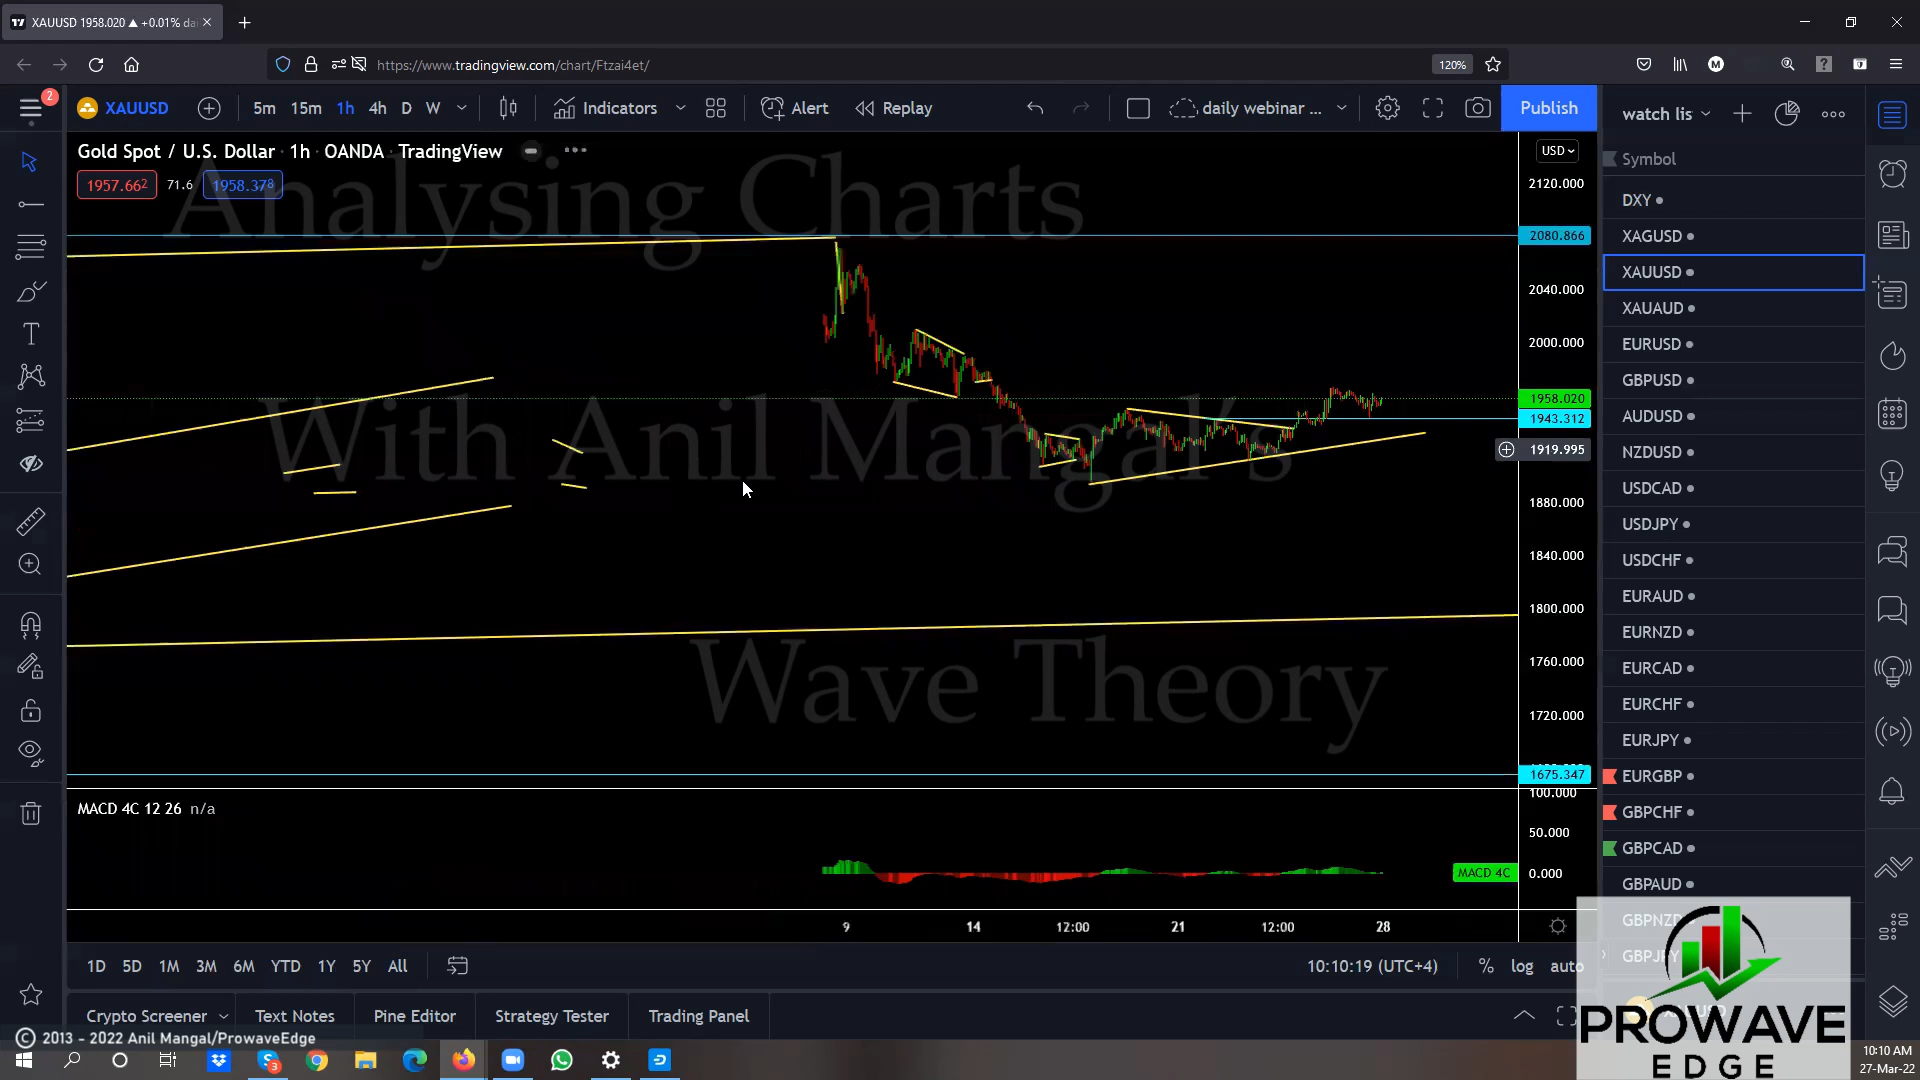 XAUUSD 1958.020 ▲ +0.01%
https://www.tradingview.com/chart/Ftzai4et/
120%
2
XAUUSD
5m 15m 1h 4h D W
Indicators
Alert
Replay
daily webinar ...
Publish
watch lis
Gold Spot / U.S. Dollar · 1h · OANDA · TradingView
1957.662 71.6 1958.378
USD
Analysing Charts
With Anil Mangal's
Wave Theory
2120.000
2080.866
2040.000
2000.000
1958.020
1943.312
1919.995
1880.000
1840.000
1800.000
1760.000
1720.000
1675.347
100.000
50.000
0.000
MACD 4C 12 26 n/a
MACD 4C
9 14 12:00 21 12:00 28
1D 5D 1M 3M 6M YTD 1Y 5Y All
10:10:19 (UTC+4)
% log auto
Crypto Screener Text Notes Pine Editor Strategy Tester Trading Panel
Symbol
DXY
XAGUSD
XAUUSD
XAUAUD
EURUSD
GBPUSD
AUDUSD
NZDUSD
USDCAD
USDJPY
USDCHF
EURAUD
EURNZD
EURCAD
EURCHF
EURJPY
EURGBP
GBPCHF
GBPCAD
GBPAUD
GBPNZD
GBPJPY
PROWAVE
EDGE
© 2013 - 2022 Anil Mangal/ProwaveEdge
3
10:10 AM
27-Mar-22